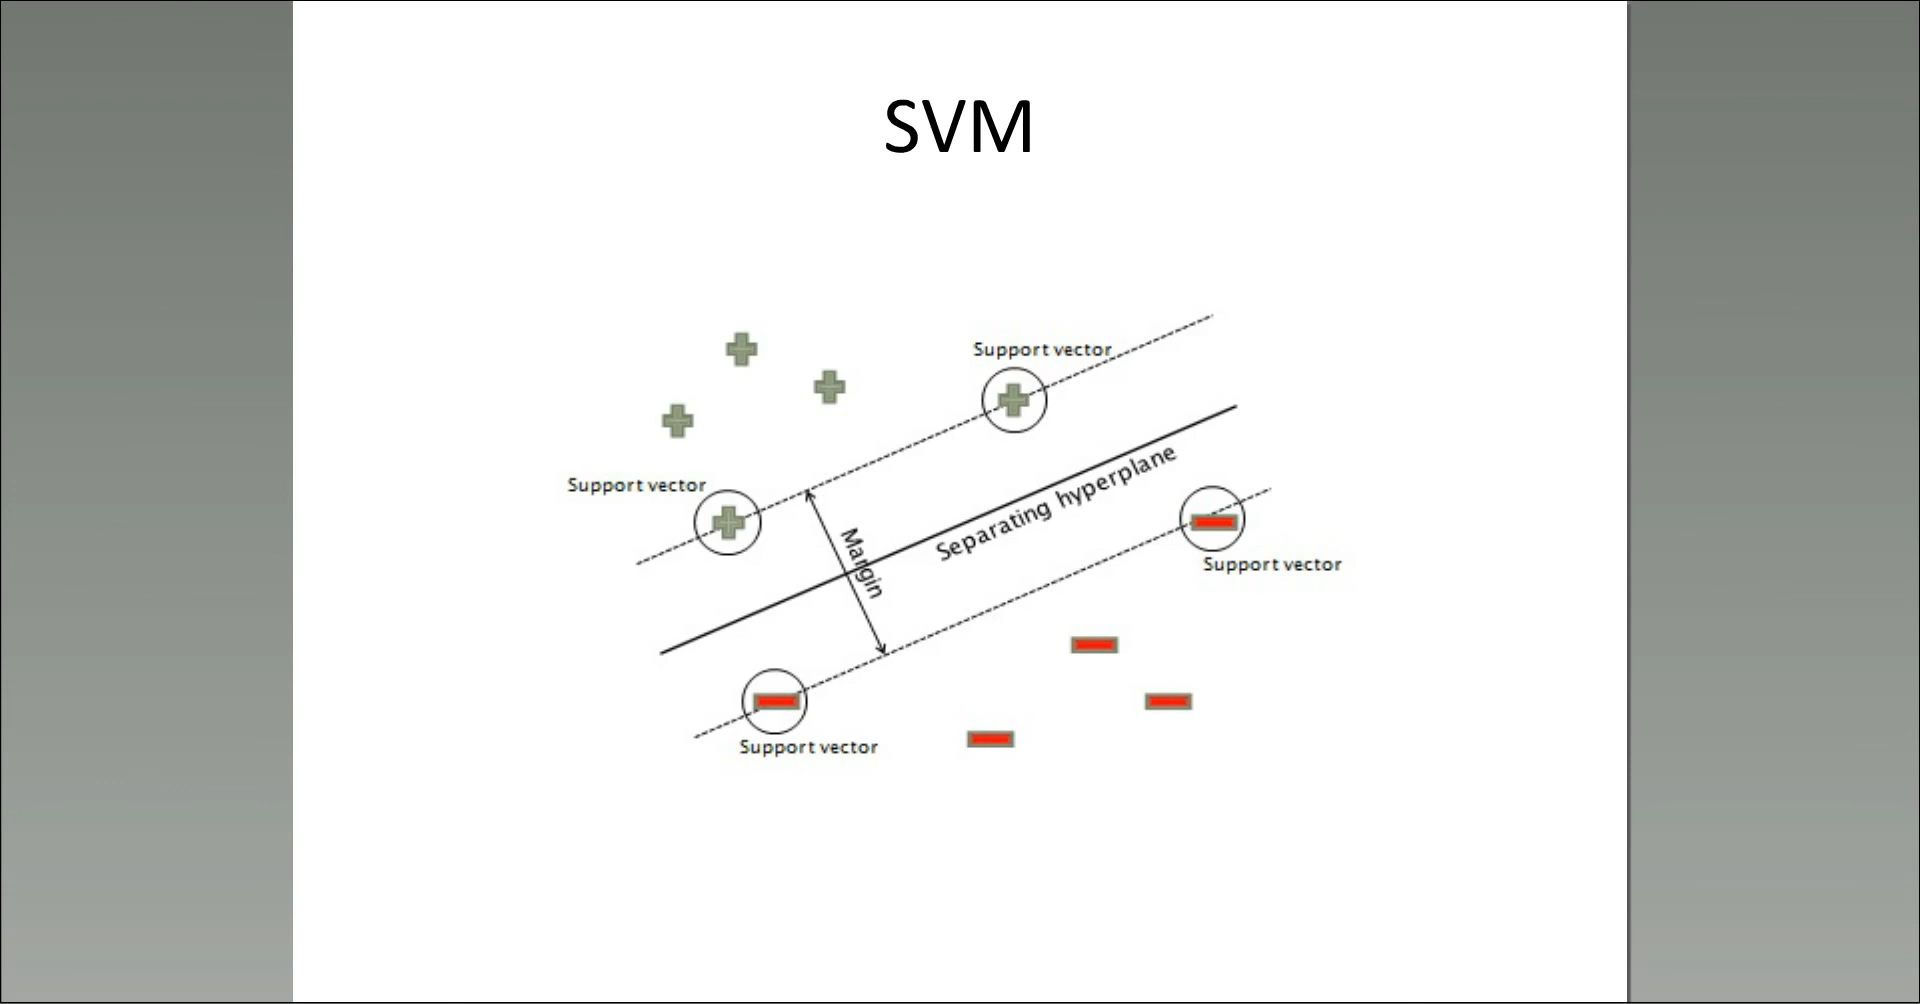 SVM
Support vector
Support vector
Margin
Separating hyperplane
Support vector
Support vector